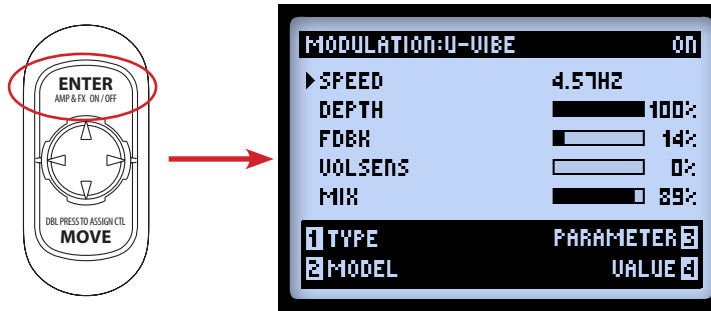 ENTER
AMP & FX ON / OFF
DBL PRESS TO ASSIGN CTL
MOVE
MODULATION:U-VIBE ON
SPEED 4.57HZ
DEPTH 100%
FDBK 14%
VOLSENS 0%
MIX 89%
1 TYPE PARAMETER 3
2 MODEL VALUE 4